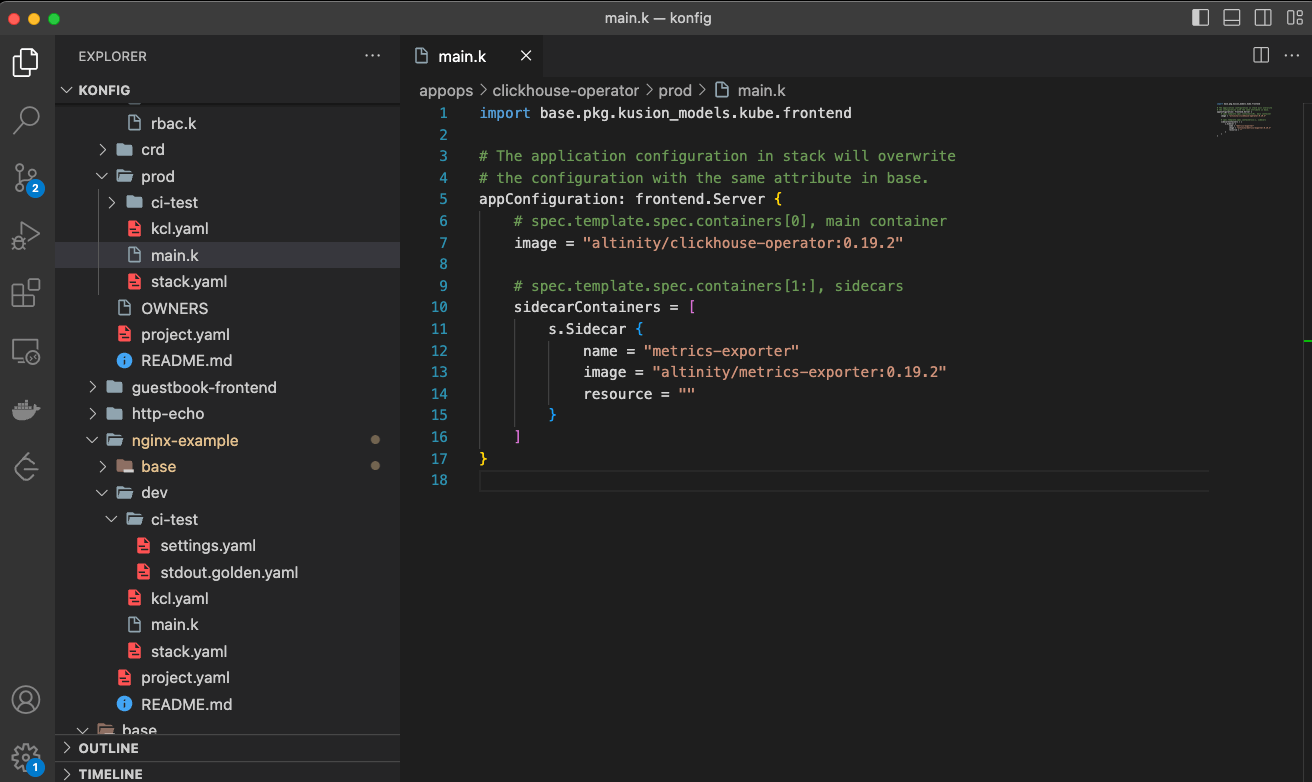 main.k — konfig
EXPLORER
KONFIG
rbac.k
crd
prod
ci-test
kcl.yaml
main.k
stack.yaml
OWNERS
project.yaml
README.md
guestbook-frontend
http-echo
nginx-example
base
dev
ci-test
settings.yaml
stdout.golden.yaml
kcl.yaml
main.k
stack.yaml
project.yaml
README.md
base
OUTLINE
TIMELINE
2
1
main.k
appops > clickhouse-operator > prod > main.k
1 import base.pkg.kusion_models.kube.frontend
2
3 # The application configuration in stack will overwrite
4 # the configuration with the same attribute in base.
5 appConfiguration: frontend.Server {
6 # spec.template.spec.containers[0], main container
7 image = "altinity/clickhouse-operator:0.19.2"
8
9 # spec.template.spec.containers[1:], sidecars
10 sidecarContainers = [
11 s.Sidecar {
12 name = "metrics-exporter"
13 image = "altinity/metrics-exporter:0.19.2"
14 resource = ""
15 }
16 ]
17 }
18